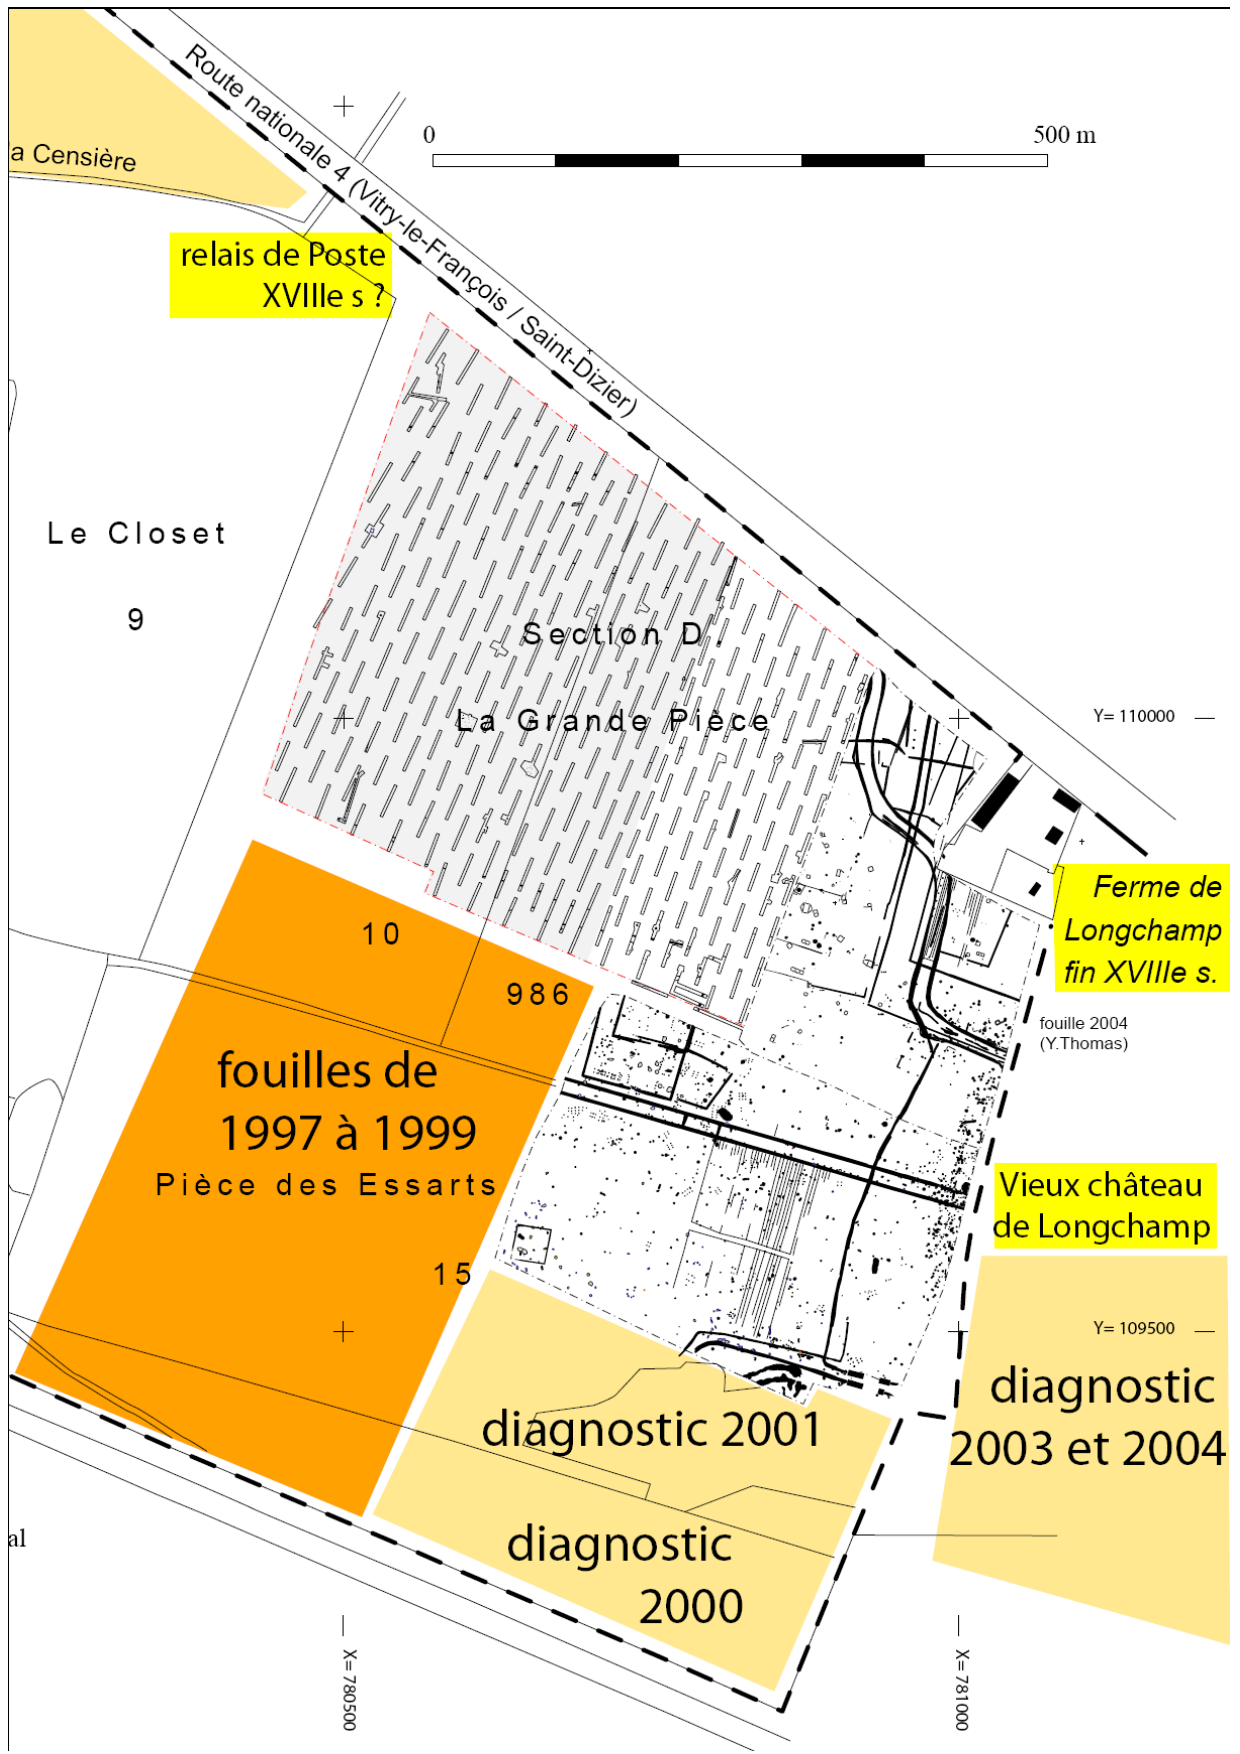 Route nationale 4 (Vitry-le-François / Saint-Dizier)
0
500 m
a Censière
relais de Poste
XVIIIe s ?
Le Closet
9
Section D
La Grande Pièce
Y= 110000
Ferme de
Longchamp
fin XVIIIe s.
10
986
fouille 2004
(Y.Thomas)
fouilles de
1997 à 1999
Pièce des Essarts
15
Vieux château
de Longchamp
Y= 109500
diagnostic
2003 et 2004
diagnostic 2001
diagnostic
2000
al
X= 780500
X= 781000